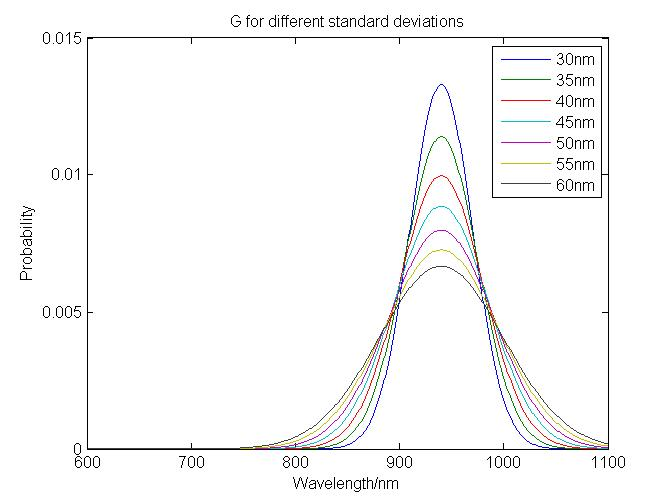 G for different standard deviations
0.015
0.01
0.005
0
Probability
600 700 800 900 1000 1100
Wavelength/nm
30nm
35nm
40nm
45nm
50nm
55nm
60nm